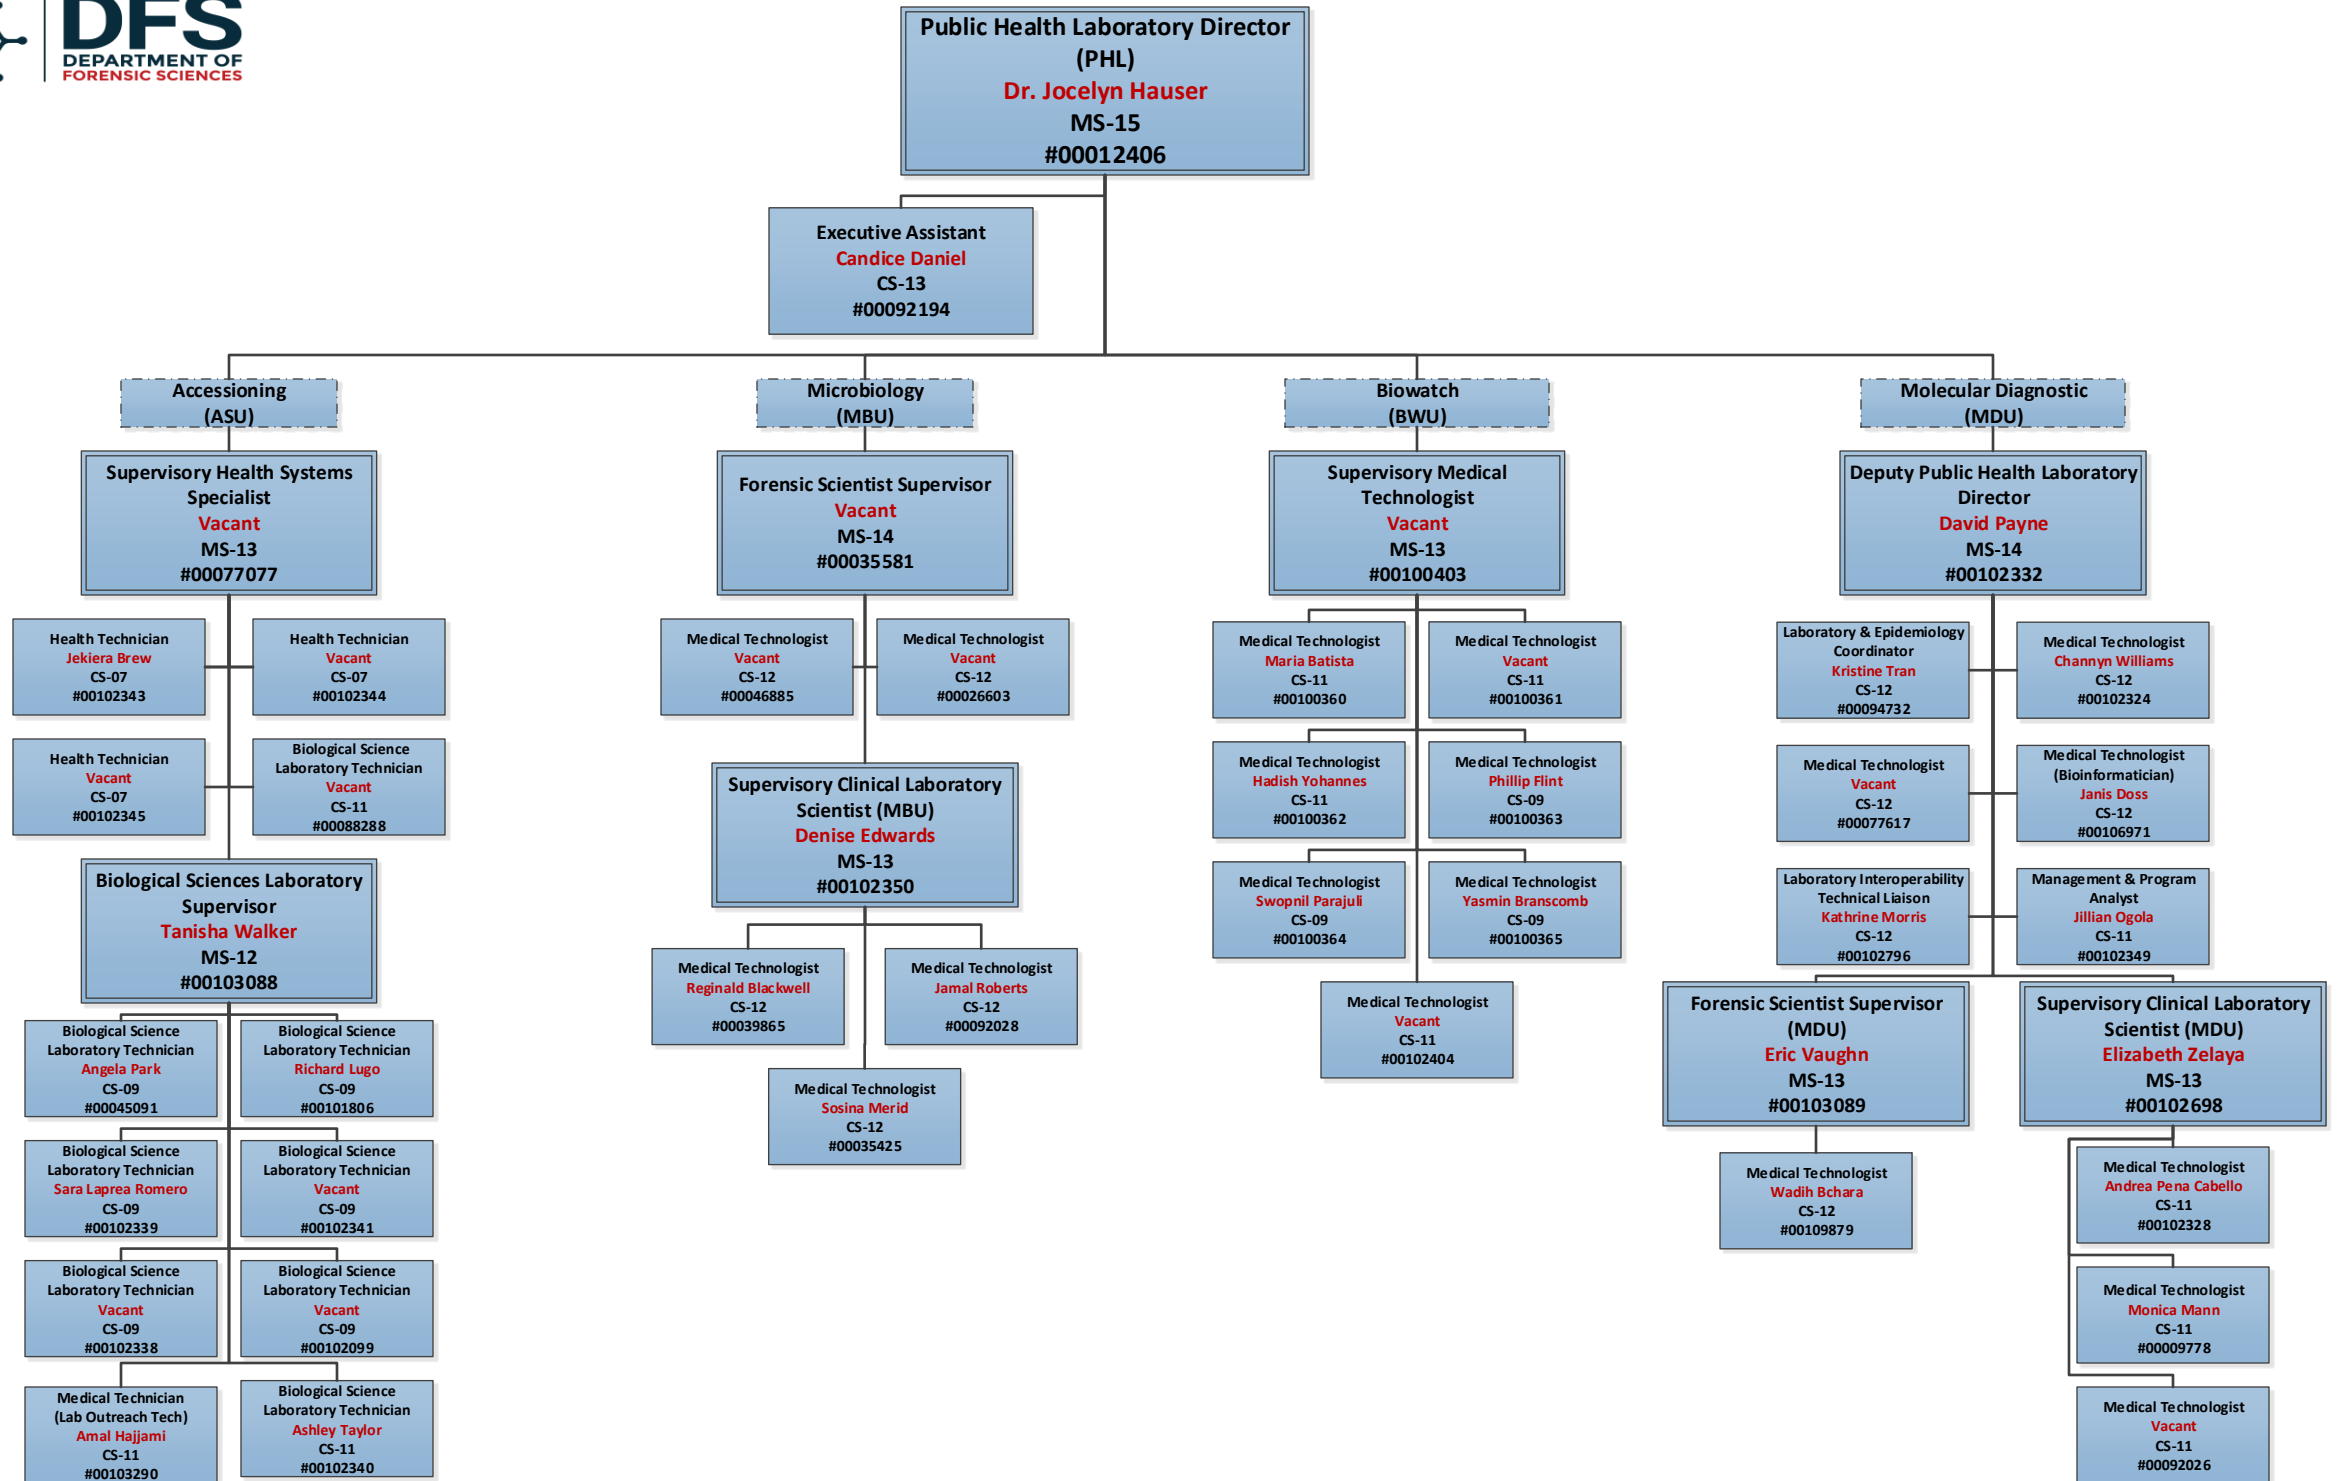 DFS
DEPARTMENT OF
FORENSIC SCIENCES
Public Health Laboratory Director
(PHL)
Dr. Jocelyn Hauser
MS-15
#00012406
Executive Assistant
Candice Daniel
CS-13
#00092194
Accessioning
(ASU)
Supervisory Health Systems
Specialist
Vacant
MS-13
#00077077
Health Technician
Jekiera Brew
CS-07
#00102343
Health Technician
Vacant
CS-07
#00102344
Health Technician
Vacant
CS-07
#00102345
Biological Science
Laboratory Technician
Vacant
CS-11
#00088288
Biological Sciences Laboratory
Supervisor
Tanisha Walker
MS-12
#00103088
Biological Science
Laboratory Technician
Angela Park
CS-09
#00045091
Biological Science
Laboratory Technician
Richard Lugo
CS-09
#00101806
Biological Science
Laboratory Technician
Sara Laprea Romero
CS-09
#00102339
Biological Science
Laboratory Technician
Vacant
CS-09
#00102341
Biological Science
Laboratory Technician
Vacant
CS-09
#00102338
Biological Science
Laboratory Technician
Vacant
CS-09
#00102099
Medical Technician
(Lab Outreach Tech)
Amal Hajjami
CS-11
#00103290
Biological Science
Laboratory Technician
Ashley Taylor
CS-11
#00102340
Microbiology
(MBU)
Forensic Scientist Supervisor
Vacant
MS-14
#00035581
Medical Technologist
Vacant
CS-12
#00046885
Medical Technologist
Vacant
CS-12
#00026603
Supervisory Clinical Laboratory
Scientist (MBU)
Denise Edwards
MS-13
#00102350
Medical Technologist
Reginald Blackwell
CS-12
#00039865
Medical Technologist
Jamal Roberts
CS-12
#00092028
Medical Technologist
Sosina Merid
CS-12
#00035425
Biowatch
(BWU)
Supervisory Medical
Technologist
Vacant
MS-13
#00100403
Medical Technologist
Maria Batista
CS-11
#00100360
Medical Technologist
Vacant
CS-11
#00100361
Medical Technologist
Hadish Yohannes
CS-11
#00100362
Medical Technologist
Phillip Flint
CS-09
#00100363
Medical Technologist
Swopnil Parajuli
CS-09
#00100364
Medical Technologist
Yasmin Branscomb
CS-09
#00100365
Medical Technologist
Vacant
CS-11
#00102404
Molecular Diagnostic
(MDU)
Deputy Public Health Laboratory
Director
David Payne
MS-14
#00102332
Laboratory & Epidemiology
Coordinator
Kristine Tran
CS-12
#00094732
Medical Technologist
Channyn Williams
CS-12
#00102324
Medical Technologist
Vacant
CS-12
#00077617
Medical Technologist
(Bioinformatician)
Janis Doss
CS-12
#00106971
Laboratory Interoperability
Technical Liaison
Kathrine Morris
CS-12
#00102796
Management & Program
Analyst
Jillian Ogola
CS-11
#00102349
Forensic Scientist Supervisor
(MDU)
Eric Vaughn
MS-13
#00103089
Supervisory Clinical Laboratory
Scientist (MDU)
Elizabeth Zelaya
MS-13
#00102698
Medical Technologist
Wadih Bchara
CS-12
#00109879
Medical Technologist
Andrea Pena Cabello
CS-11
#00102328
Medical Technologist
Monica Mann
CS-11
#00009778
Medical Technologist
Vacant
CS-11
#00092026